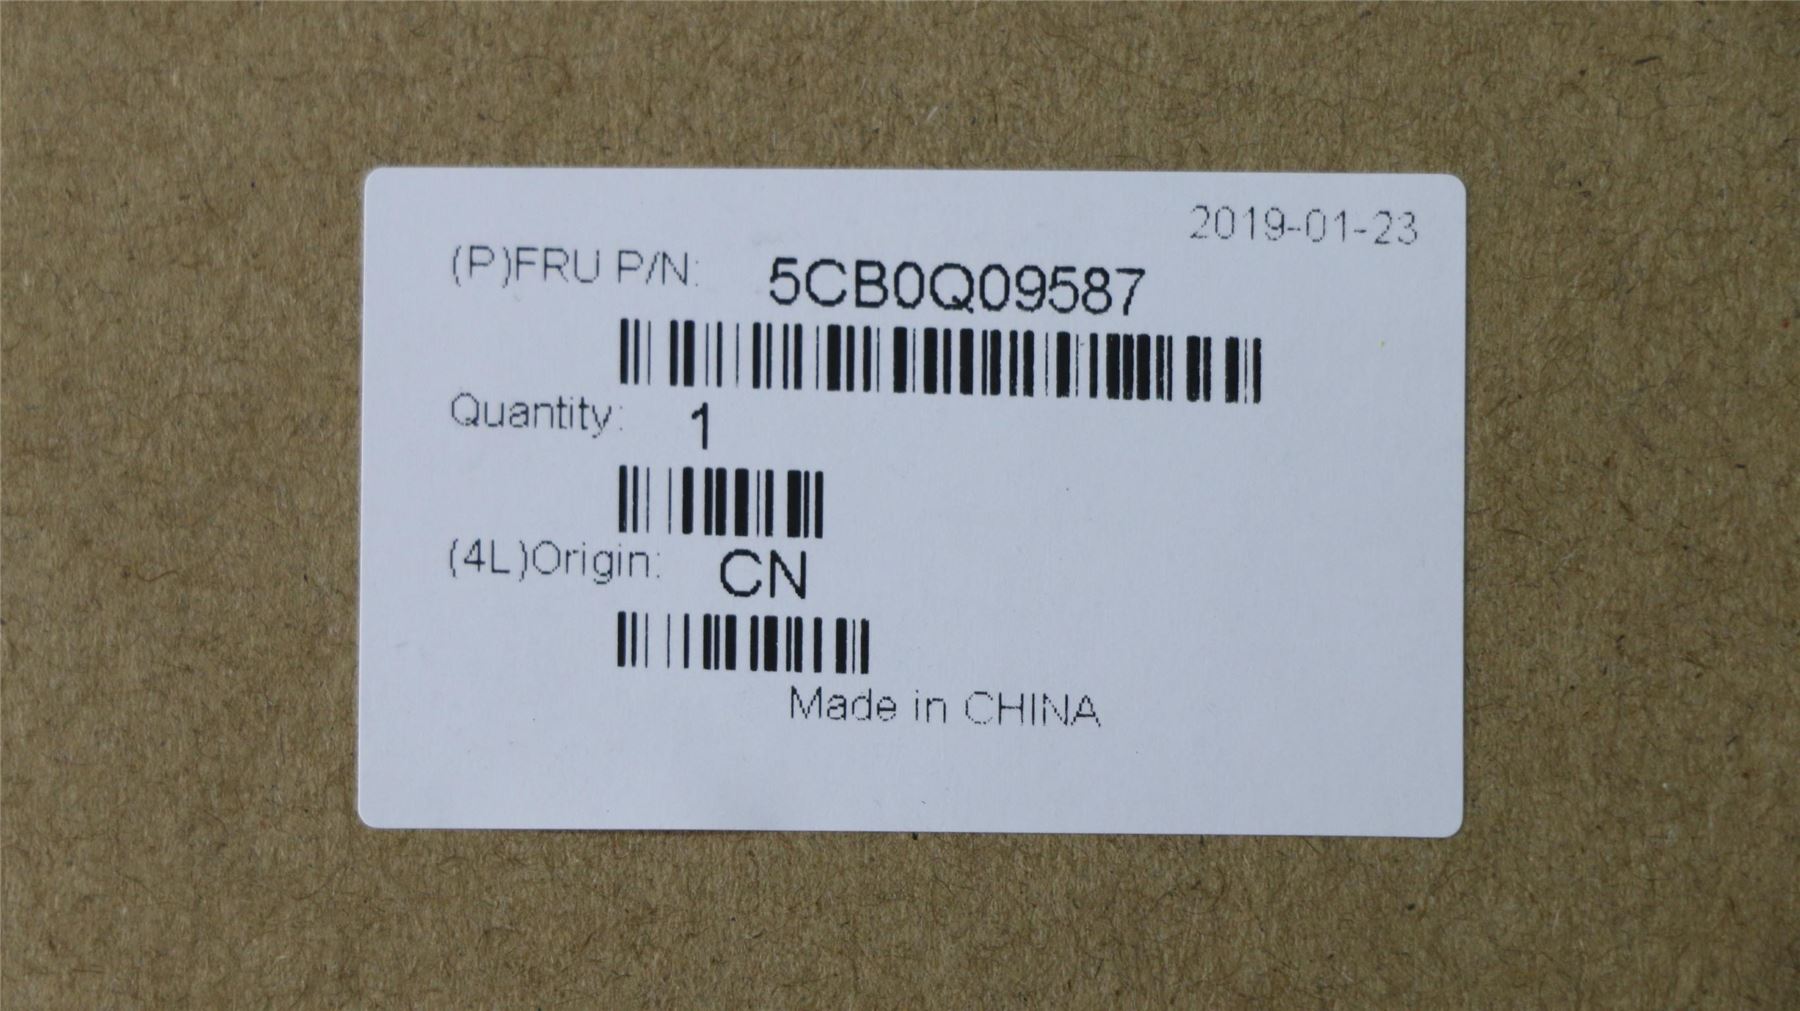 2019-01-23
(P)FRU P/N: 5CB0Q09587
Quantity: 1
(4L)Origin: CN
Made in CHINA